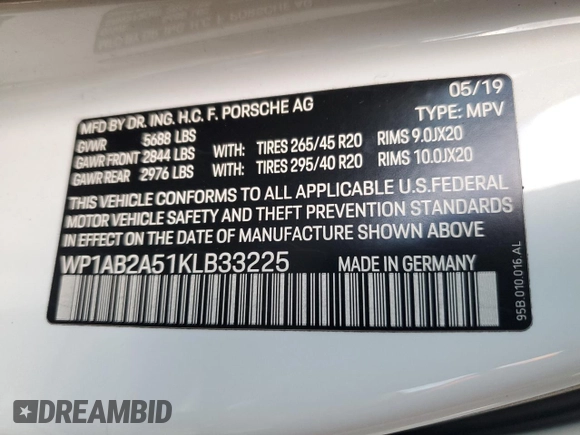 MFD BY DR. ING. H.C. F. PORSCHE AG 05/19
GVWR 5688 LBS TYPE: MPV
GAWR FRONT 2844 LBS WITH: TIRES 265/45 R20 RIMS 9.0JX20
GAWR REAR 2976 LBS WITH: TIRES 295/40 R20 RIMS 10.0JX20
THIS VEHICLE CONFORMS TO ALL APPLICABLE U.S.FEDERAL
MOTOR VEHICLE SAFETY AND THEFT PREVENTION STANDARDS
IN EFFECT ON THE DATE OF MANUFACTURE SHOWN ABOVE.
WP1AB2A51KLB33225 MADE IN GERMANY
95B.010.016.AL
DREAMBID